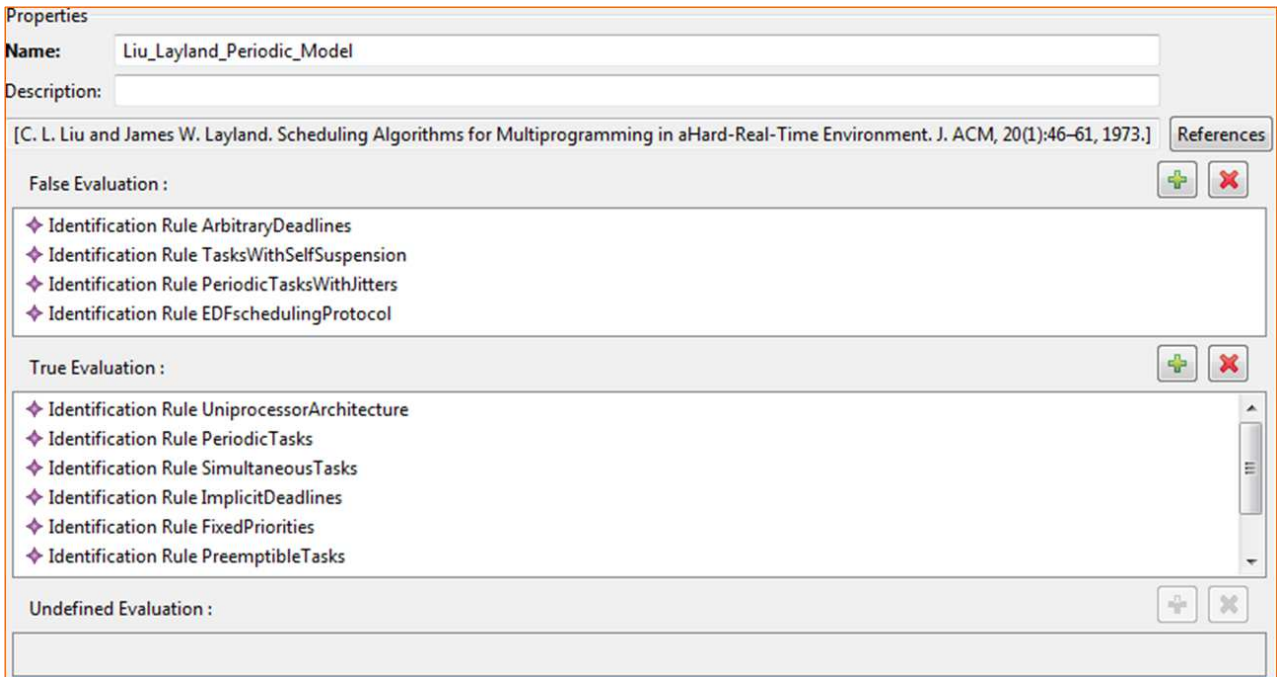 Properties
Name: Liu_Layland_Periodic_Model
Description:
[C. L. Liu and James W. Layland. Scheduling Algorithms for Multiprogramming in aHard-Real-Time Environment. J. ACM, 20(1):46–61, 1973.] References
False Evaluation :
Identification Rule ArbitraryDeadlines
Identification Rule TasksWithSelfSuspension
Identification Rule PeriodicTasksWithJitters
Identification Rule EDFschedulingProtocol
True Evaluation :
Identification Rule UniprocessorArchitecture
Identification Rule PeriodicTasks
Identification Rule SimultaneousTasks
Identification Rule ImplicitDeadlines
Identification Rule FixedPriorities
Identification Rule PreemptibleTasks
Undefined Evaluation :